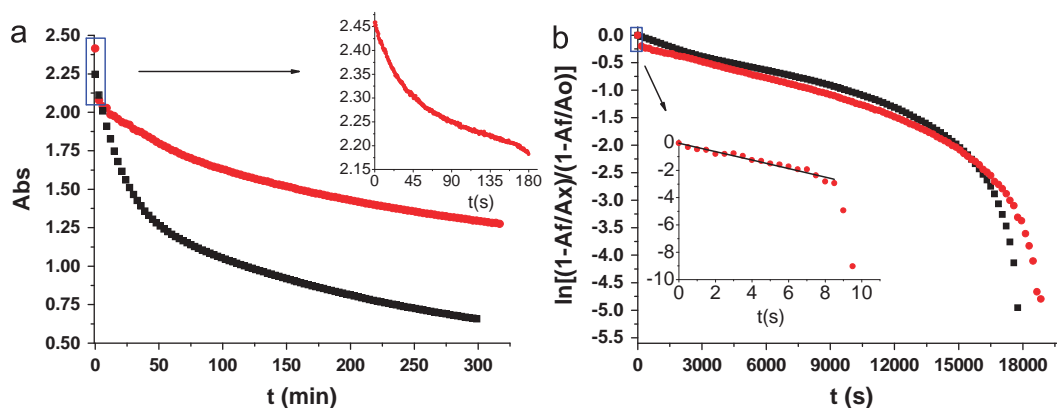 a
Abs
2.50
2.25
2.00
1.75
1.50
1.25
1.00
0.75
0.50
0 50 100 150 200 250 300
t (min)
2.45
2.40
2.35
2.30
2.25
2.20
2.15
0 45 90 135 180
t(s)
b
ln[(1-Af/Ax)/(1-Af/Ao)]
0.0
-0.5
-1.0
-1.5
-2.0
-2.5
-3.0
-3.5
-4.0
-4.5
-5.0
-5.5
0 3000 6000 9000 12000 15000 18000
t (s)
0
-2
-4
-6
-8
-10
0 2 4 6 8 10
t(s)